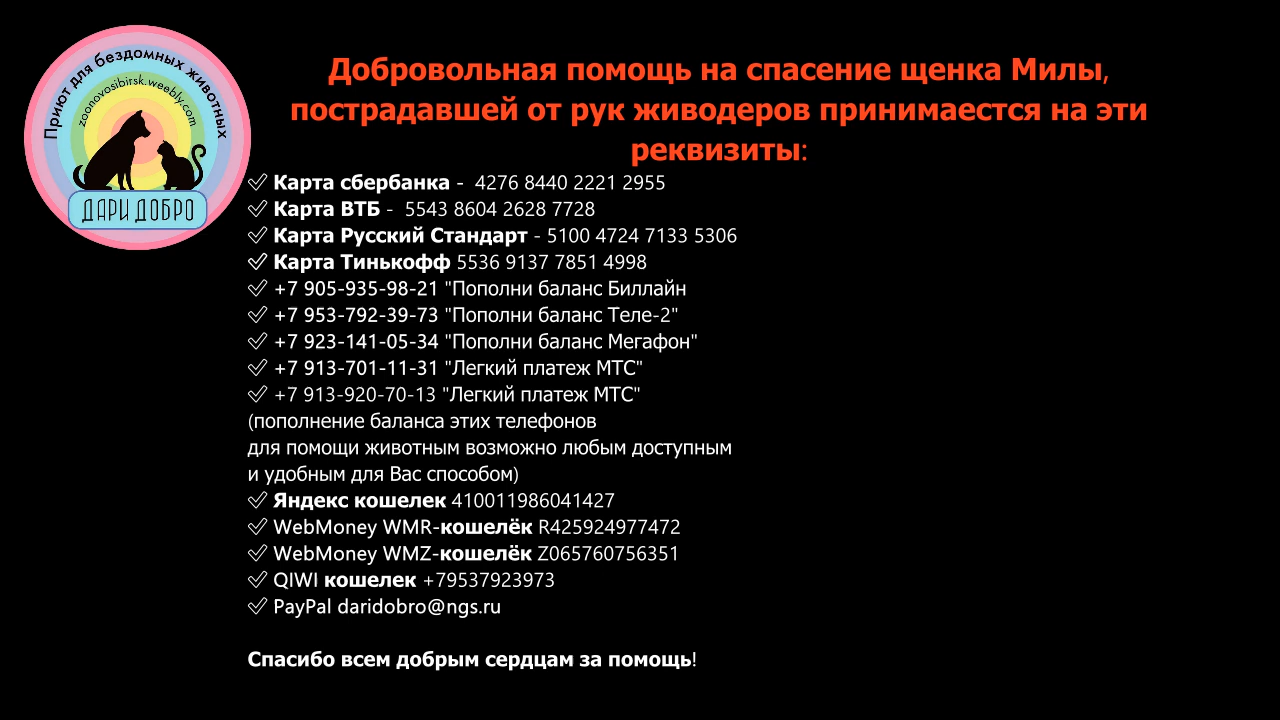 Приют для бездомных животных
zoonovosibirsk.weebly.com
ДАРИ ДОБРО
Добровольная помощь на спасение щенка Милы,
пострадавшей от рук живодеров принимаестся на эти
реквизиты:
✅ Карта сбербанка - 4276 8440 2221 2955
✅ Карта ВТБ - 5543 8604 2628 7728
✅ Карта Русский Стандарт - 5100 4724 7133 5306
✅ Карта Тинькофф 5536 9137 7851 4998
✅ +7 905-935-98-21 "Пополни баланс Биллайн
✅ +7 953-792-39-73 "Пополни баланс Теле-2"
✅ +7 923-141-05-34 "Пополни баланс Мегафон"
✅ +7 913-701-11-31 "Легкий платеж МТС"
✅ +7 913-920-70-13 "Легкий платеж МТС"
(пополнение баланса этих телефонов
для помощи животным возможно любым доступным
и удобным для Вас способом)
✅ Яндекс кошелек 410011986041427
✅ WebMoney WMR-кошелёк R425924977472
✅ WebMoney WMZ-кошелёк Z065760756351
✅ QIWI кошелек +79537923973
✅ PayPal daridobro@ngs.ru
Спасибо всем добрым сердцам за помощь!